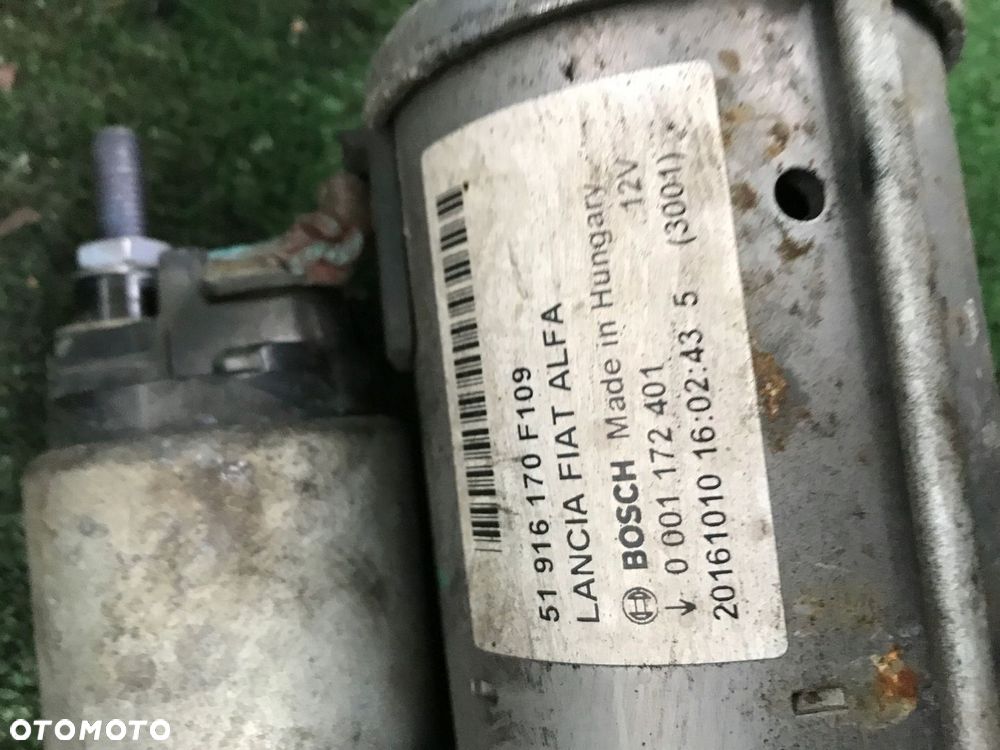 51 916 170 F109
LANCIA FIAT ALFA
BOSCH Made in Hungary 12V
0 001 172 401 (3001)
20161010 16:02:43 5
OTOMOTO